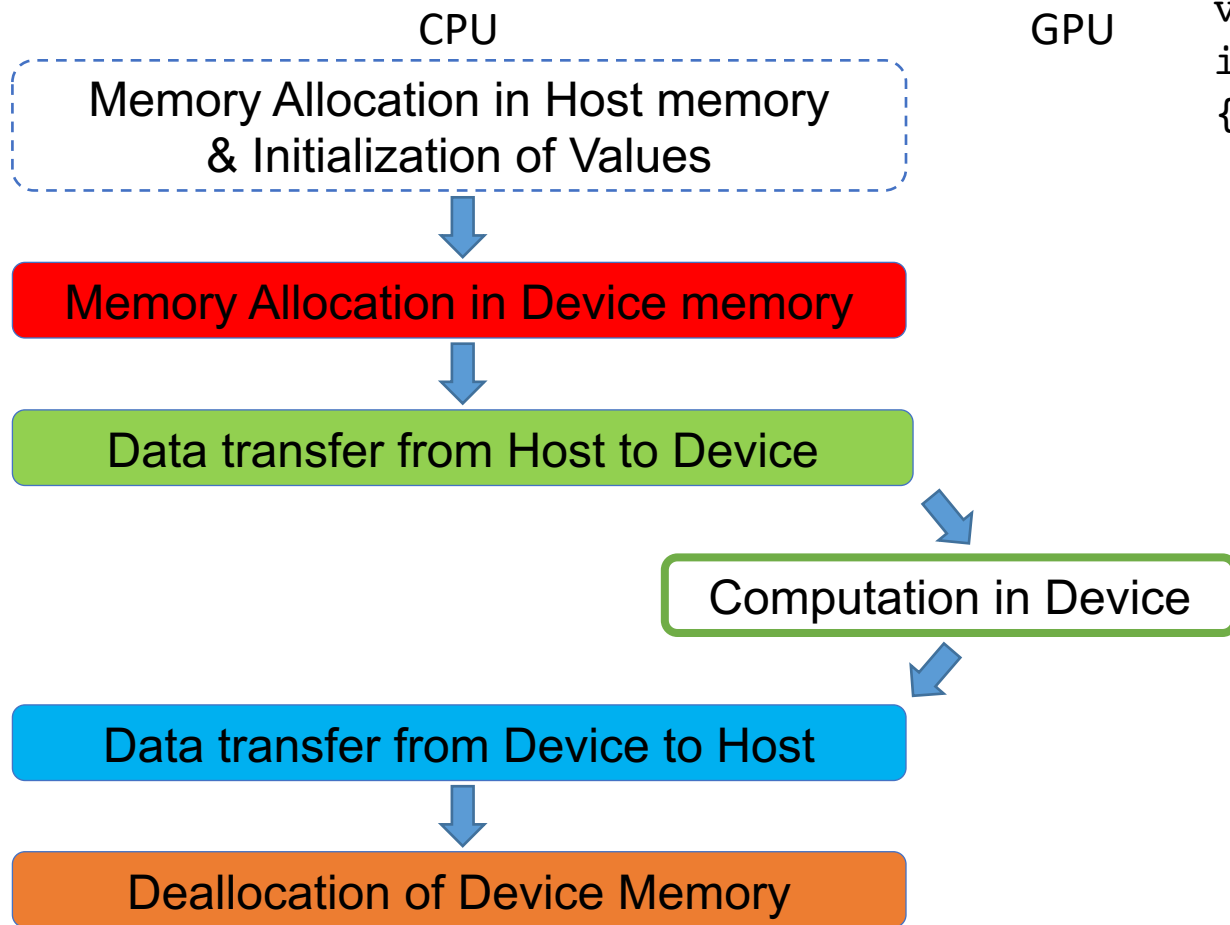 CPU
GPU
v
i
{
Memory Allocation in Host memory
& Initialization of Values
Memory Allocation in Device memory
Data transfer from Host to Device
Computation in Device
Data transfer from Device to Host
Deallocation of Device Memory